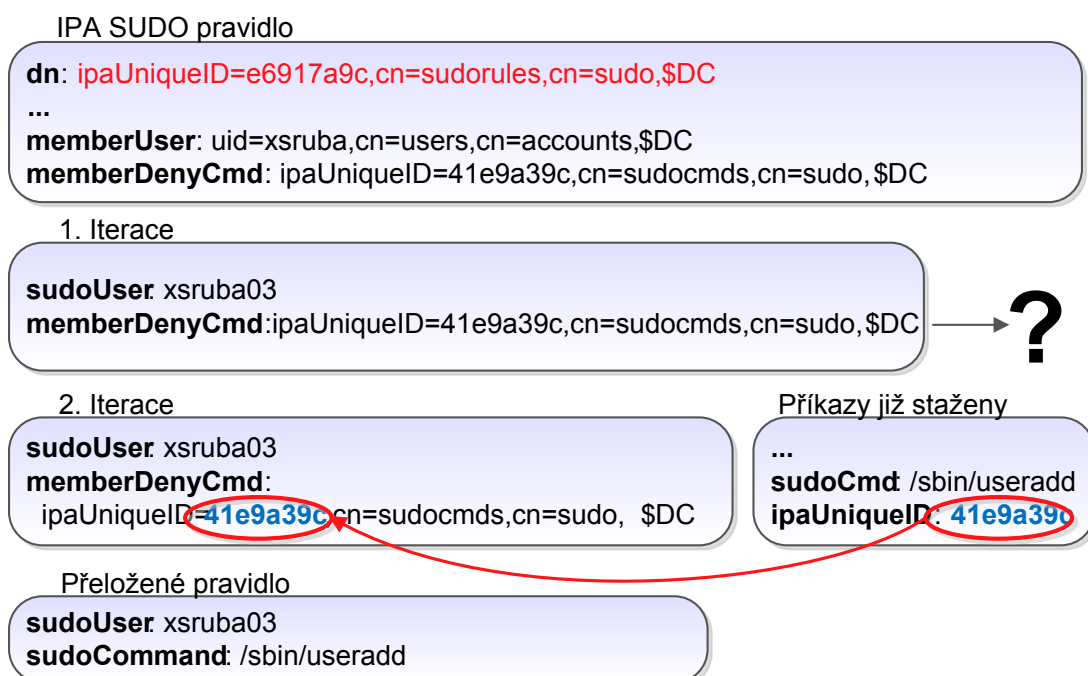 IPA SUDO pravidlo
dn: ipaUniqueID=e6917a9c,cn=sudorules,cn=sudo,$DC
...
memberUser: uid=xsruba,cn=users,cn=accounts,$DC
memberDenyCmd: ipaUniqueID=41e9a39c,cn=sudocmds,cn=sudo,$DC
1. Iterace
sudoUser: xsruba03
memberDenyCmd:ipaUniqueID=41e9a39c,cn=sudocmds,cn=sudo,$DC
?
2. Iterace
sudoUser: xsruba03
memberDenyCmd:
ipaUniqueID=41e9a39c,cn=sudocmds,cn=sudo, $DC
Příkazy již staženy
...
sudoCmd: /sbin/useradd
ipaUniqueID: 41e9a39c
Přeložené pravidlo
sudoUser: xsruba03
sudoCommand: /sbin/useradd